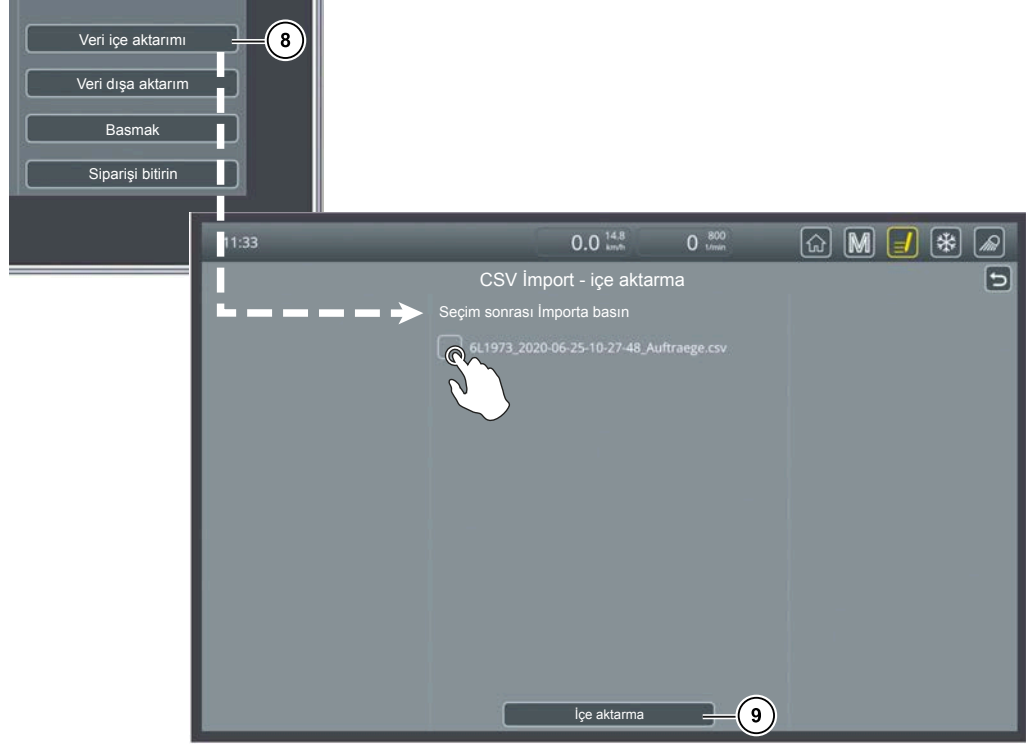 Veri içe aktarımı
8
Veri dışa aktarım
Basmak
Siparişi bitirin
11:33
0.0 14.8 km/h
0 800 1/min
M
CSV İmport - içe aktarma
Seçim sonrası İmporta basın
6L1973_2020-06-25-10-27-48_Auftraege.csv
İçe aktarma
9